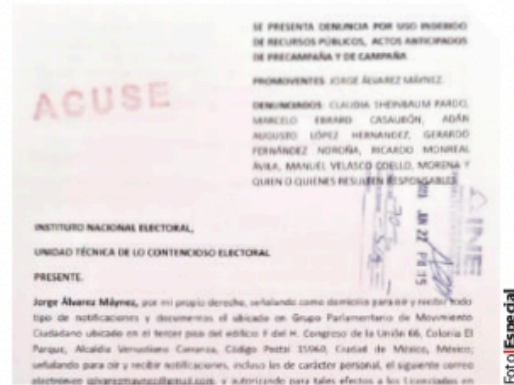 SE PRESENTA DENUNCIA POR USO INDEBIDO
DE RECURSOS PÚBLICOS, ACTOS ANTICIPADOS
DE PRECAMPAÑA Y DE CAMPAÑA
PROMOVENTES: JORGE ÁLVAREZ MÁYNEZ.
ACUSE
DENUNCIADOS: CLAUDIA SHEINBAUM PARDO,
MARCELO EBRARD CASAUBÓN, ADÁN
AUGUSTO LÓPEZ HERNÁNDEZ, GERARDO
FERNÁNDEZ NOROÑA, RICARDO MONREAL
ÁVILA, MANUEL VELASCO COELLO, MORENA Y
QUIEN O QUIENES RESULTEN RESPONSABLES.
INE
JUN 22 PM 15
INSTITUTO NACIONAL ELECTORAL,
UNIDAD TÉCNICA DE LO CONTENCIOSO ELECTORAL
PRESENTE.
Jorge Álvarez Máynez, por mi propio derecho, señalando como domicilio para oír y recibir todo
tipo de notificaciones y documentos el ubicado en Grupo Parlamentario de Movimiento
Ciudadano ubicado en el tercer piso del edificio F del H. Congreso de la Unión 66, Colonia El
Parque, Alcaldía Venustiano Carranza, Código Postal 15960, Ciudad de México, México;
señalando para oír y recibir notificaciones, incluso las de carácter personal, el siguiente correo
electrónico y autorizando para tales efectos a los Licenciados en
Foto|Especial